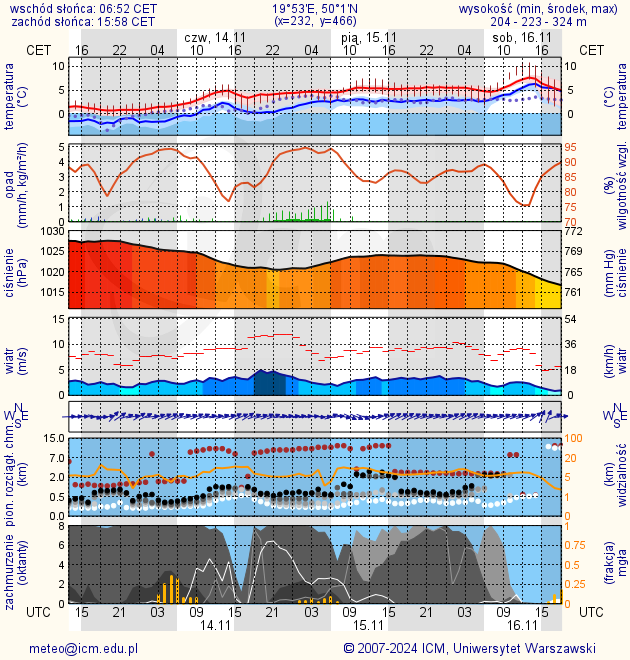 wschód słońca: 06:52 CET
zachód słońca: 15:58 CET
19°53'E, 50°1'N
(x=232, y=466)
wysokość (min, środek, max)
204 - 223 - 324 m
czw, 14.11 pią, 15.11 sob, 16.11
CET 16 22 04 10 16 22 04 10 16 22 04 10 16 CET
temperatura (°C)
10
5
0
10
5
0
temperatura (°C)
opad (mm/h, kg/m²/h)
5
4
3
2
1
0
95
90
85
80
75
70
(%) wilgotność wzgl.
ciśnienie (hPa)
1030
1025
1020
1015
772
769
765
761
(mm Hg) ciśnienie
wiatr (m/s)
15
10
5
0
54
36
18
0
(km/h) wiatr
N
W E
S
N
W E
S
pion. rozciągł. chm. (km)
15.0
7.0
2.0
1.0
0.5
0.0
100
20
10
5
1
0
(km) widzialność
zachmurzenie (oktanty)
8
6
4
2
0
1
0.75
0.5
0.25
0
(frakcja) mgła
UTC 15 21 03 09 15 21 03 09 15 21 03 09 15 UTC
14.11 15.11 16.11
meteo@icm.edu.pl
© 2007-2024 ICM, Uniwersytet Warszawski